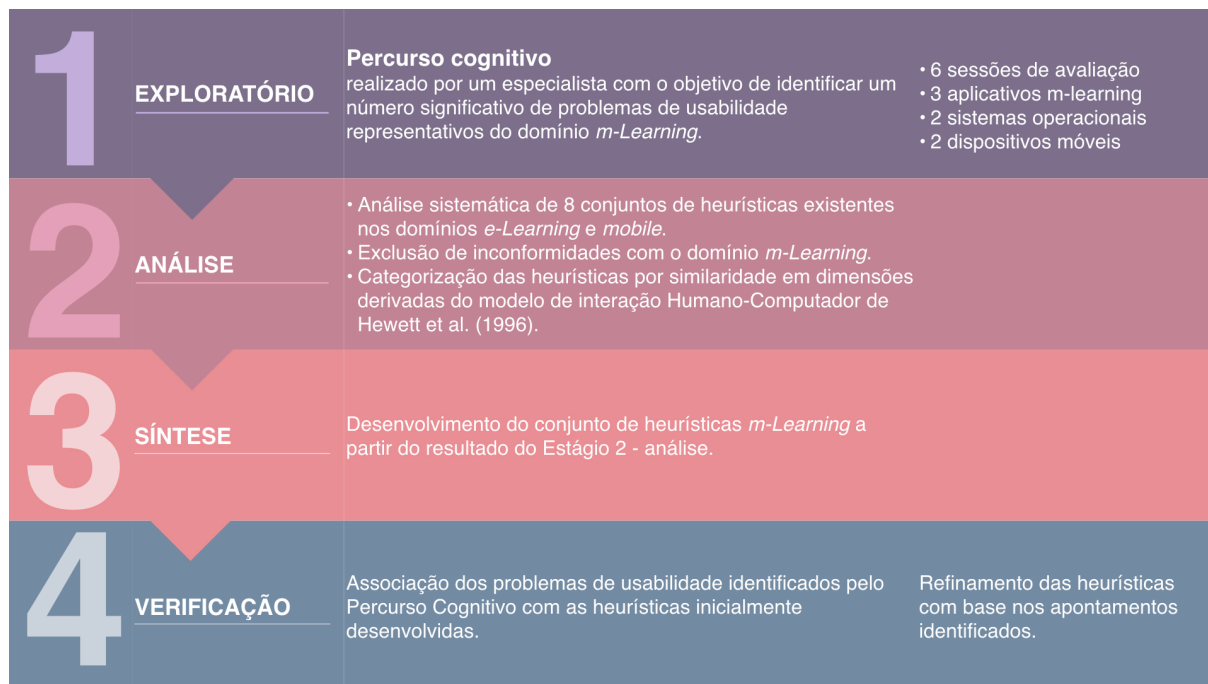 1
EXPLORATÓRIO
Percurso cognitivo
realizado por um especialista com o objetivo de identificar um
número significativo de problemas de usabilidade
representativos do domínio m-Learning.
• 6 sessões de avaliação
• 3 aplicativos m-learning
• 2 sistemas operacionais
• 2 dispositivos móveis
2
ANÁLISE
• Análise sistemática de 8 conjuntos de heurísticas existentes
nos domínios e-Learning e mobile.
• Exclusão de inconformidades com o domínio m-Learning.
• Categorização das heurísticas por similaridade em dimensões
derivadas do modelo de interação Humano-Computador de
Hewett et al. (1996).
3
SÍNTESE
Desenvolvimento do conjunto de heurísticas m-Learning a
partir do resultado do Estágio 2 - análise.
4
VERIFICAÇÃO
Associação dos problemas de usabilidade identificados pelo
Percurso Cognitivo com as heurísticas inicialmente
desenvolvidas.
Refinamento das heurísticas
com base nos apontamentos
identificados.